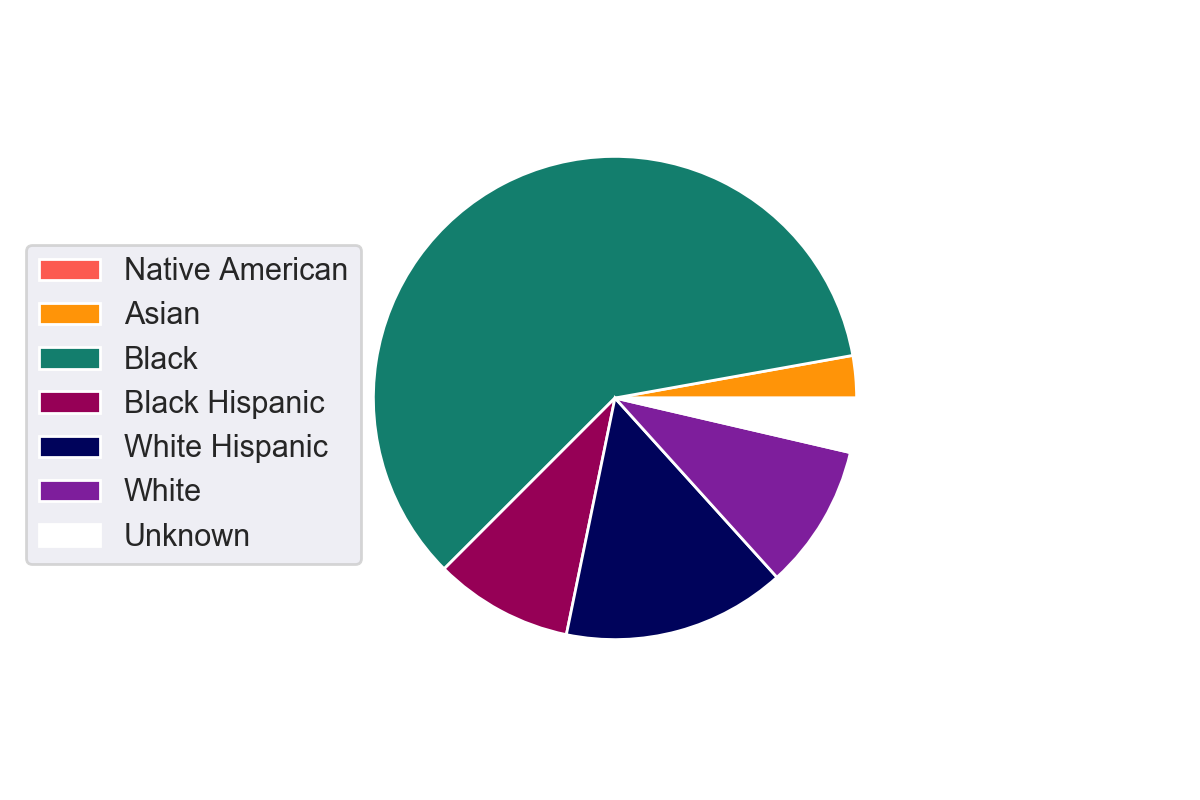 Native American
Asian
Black
Black Hispanic
White Hispanic
White
Unknown